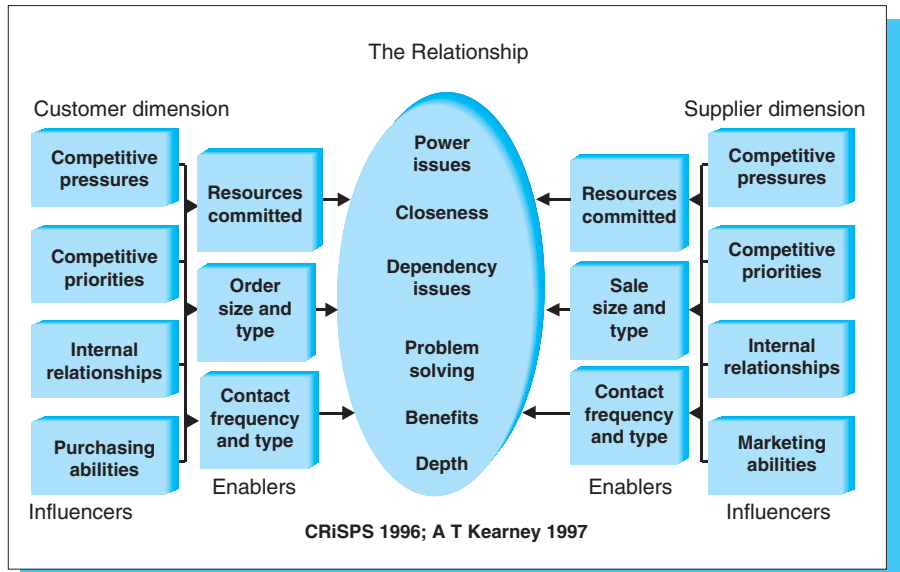 The Relationship
Customer dimension
Competitive
pressures
Competitive
priorities
Internal
relationships
Purchasing
abilities
Influencers
Resources
committed
Order
size and
type
Contact
frequency
and type
Enablers
Power
issues
Closeness
Dependency
issues
Problem
solving
Benefits
Depth
Resources
committed
Sale
size and
type
Contact
frequency
and type
Enablers
Supplier dimension
Competitive
pressures
Competitive
priorities
Internal
relationships
Marketing
abilities
Influencers
CRiSPS 1996; A T Kearney 1997